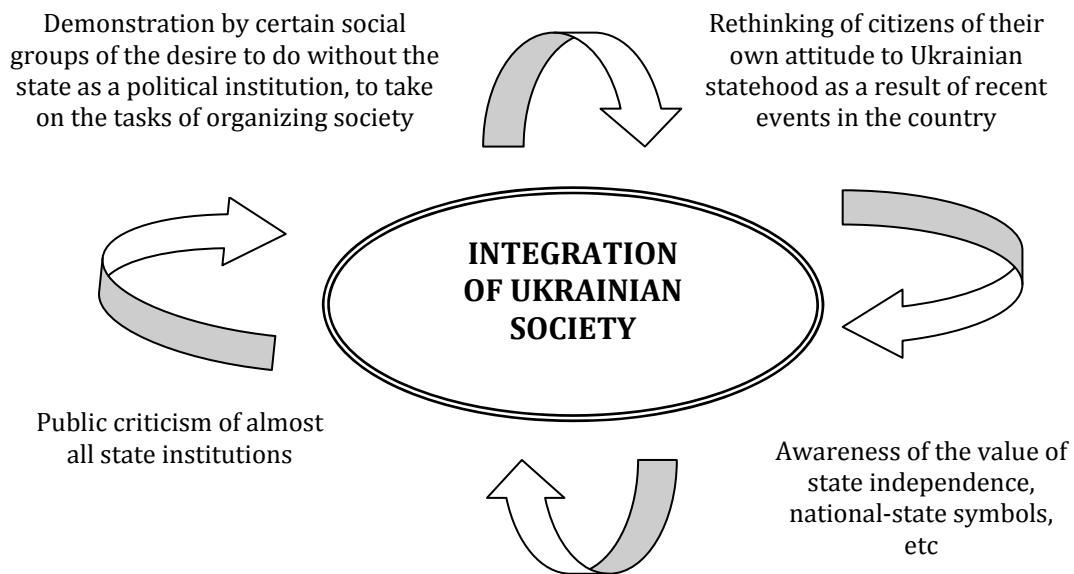 Demonstration by certain social
groups of the desire to do without the
state as a political institution, to take
on the tasks of organizing society
Rethinking of citizens of their
own attitude to Ukrainian
statehood as a result of recent
events in the country
INTEGRATION
OF UKRAINIAN
SOCIETY
Public criticism of almost
all state institutions
Awareness of the value of
state independence,
national-state symbols,
etc